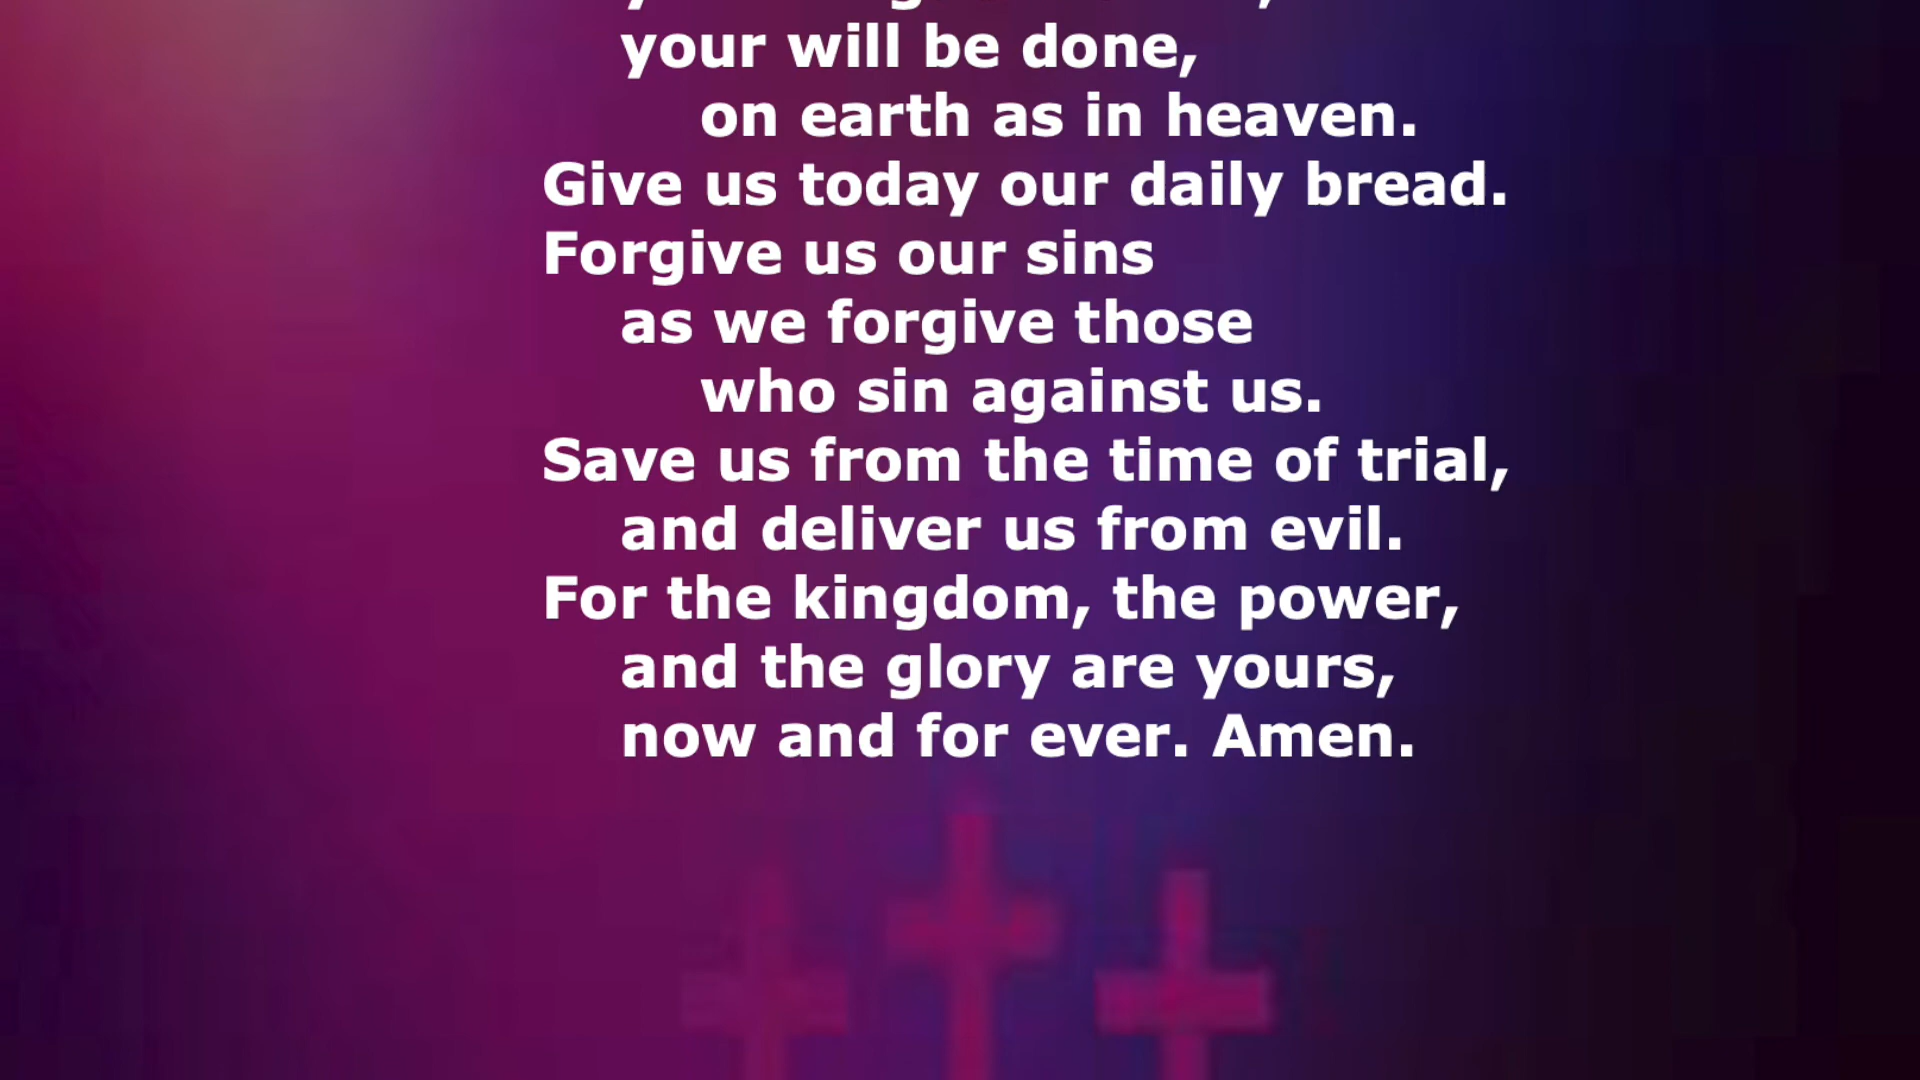 your will be done,
on earth as in heaven.
Give us today our daily bread.
Forgive us our sins
as we forgive those
who sin against us.
Save us from the time of trial,
and deliver us from evil.
For the kingdom, the power,
and the glory are yours,
now and for ever. Amen.